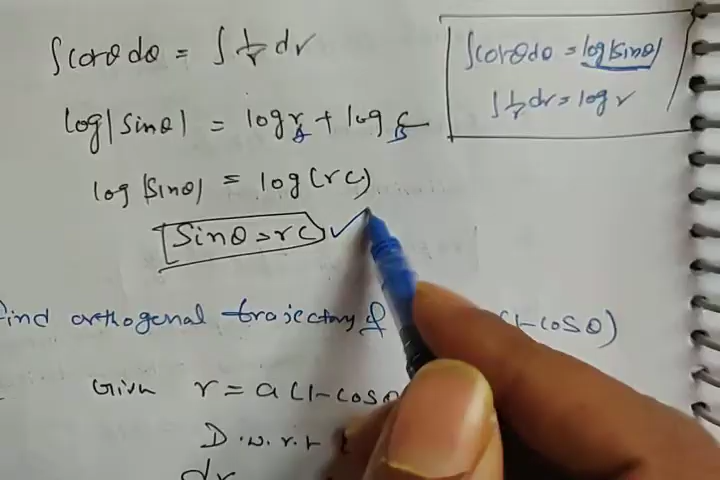 ∫cotθ dθ = ∫ 1/r dr
log|sinθ| = log r + log c
A B
log|sinθ| = log(rc)
Sinθ = rc ✓
∫cotθdθ = log|sinθ|
∫ 1/r dr = log r
Find orthogonal trajectory of (1-cosθ)
Given r = a(1-cosθ
D.w.r.t
dr